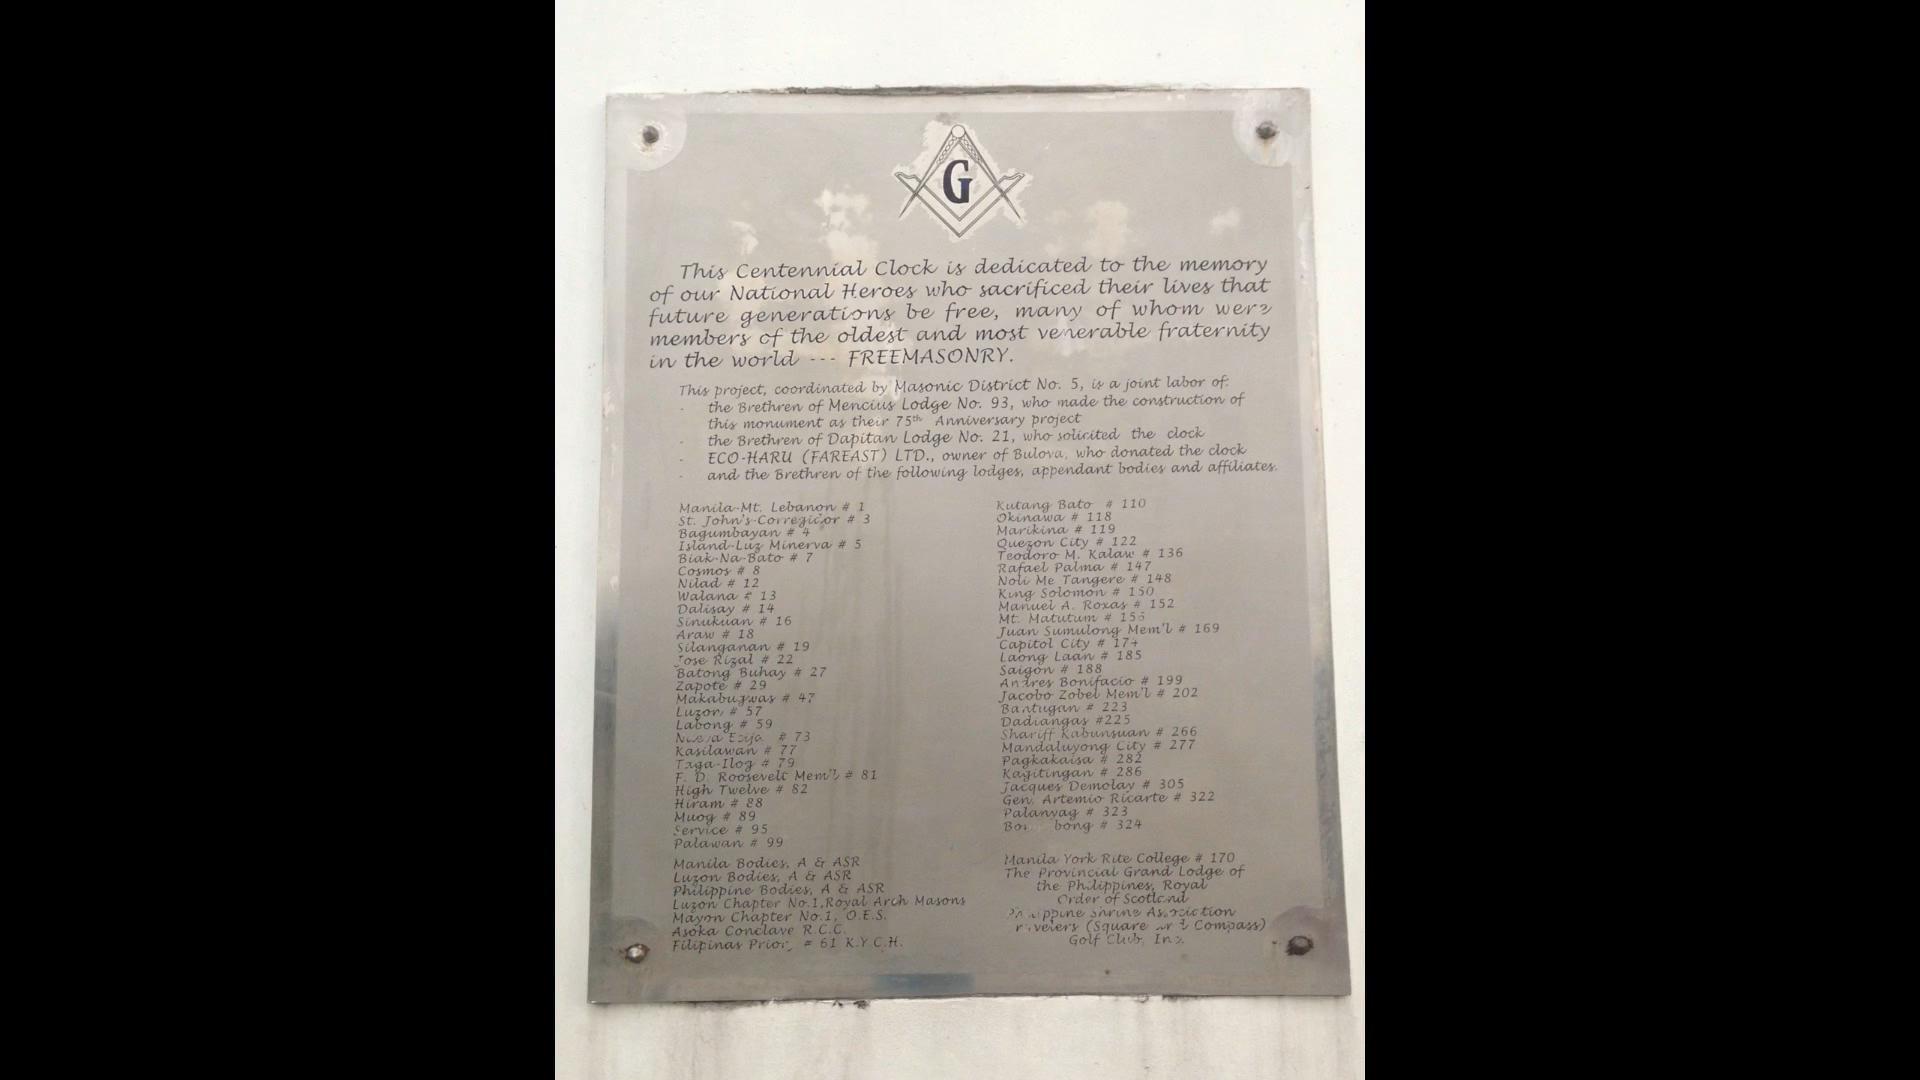 G
This Centennial Clock is dedicated to the memory
of our National Heroes who sacrificed their lives that
future generations be free, many of whom were
members of the oldest and most venerable fraternity
in the world --- FREEMASONRY.
This project, coordinated by Masonic District No. 5, is a joint labor of:
- the Brethren of Mencius Lodge No. 93, who made the construction of
this monument as their 75th Anniversary project
- the Brethren of Dapitan Lodge No. 21, who solicited the clock
- ECO-HARU (FAREAST) LTD., owner of Bulova, who donated the clock
- and the Brethren of the following lodges, appendant bodies and affiliates.
Manila-Mt. Lebanon # 1
St. John's-Corregidor # 3
Bagumbayan # 4
Island-Luz Minerva # 5
Biak-Na-Bato # 7
Cosmos # 8
Nilad # 12
Walana # 13
Dalisay # 14
Sinukuan # 16
Araw # 18
Silanganan # 19
Jose Rizal # 22
Batong Buhay # 27
Zapote # 29
Makabugwas # 47
Luzon # 57
Labong # 59
Nueva Ecija # 73
Kasilawan # 77
Taga-Ilog # 79
F. D. Roosevelt Mem'l # 81
High Twelve # 82
Hiram # 88
Muog # 89
Service # 95
Palawan # 99
Kutang Bato # 110
Okinawa # 118
Marikina # 119
Quezon City # 122
Teodoro M. Kalaw # 136
Rafael Palma # 147
Noli Me Tangere # 148
King Solomon # 150
Manuel A. Roxas # 152
Mt. Matutum #
Juan Sumulong Mem'l # 169
Capitol City # 174
Laong Laan # 185
Saigon # 188
Andres Bonifacio # 199
Jacobo Zobel Mem'l # 202
Bantugan # 223
Dadiangas #225
Shariff Kabunsuan # 266
Mandaluyong City # 277
Pagkakaisa # 282
Kagitingan # 286
Jacques Demolay # 305
Gen. Artemio Ricarte # 322
Palanyag # 323
# 324
Manila Bodies, A & ASR
Luzon Bodies, A & ASR
Philippine Bodies, A & ASR
Luzon Chapter No.1,Royal Arch Masons
Mayon Chapter No.1, O.E.S.
Asoka Conclave R.C.C.
Filipinas Priory # 61 K.Y.C.H.
Manila York Rite College # 170
The Provincial Grand Lodge of
the Philippines, Royal
Order of Scotland
Philippine Shrine Association
Travelers (Square and Compass)
Golf Club, Inc.